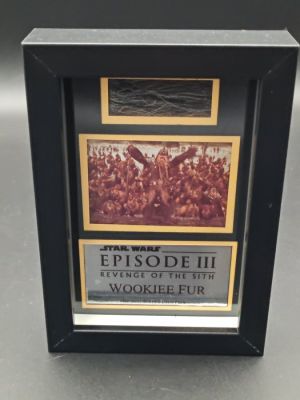 STAR WARS
EPISODE III
REVENGE OF THE SITH
WOOKIEE FUR